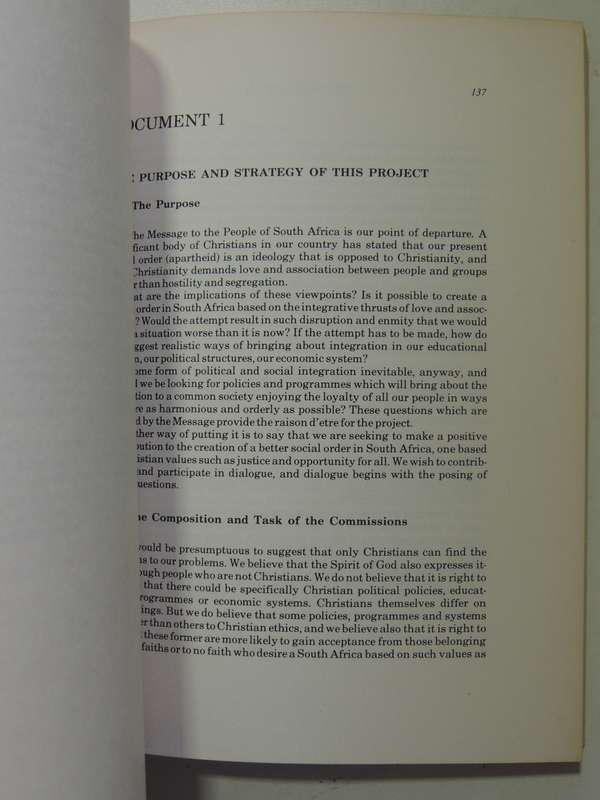 137
OCUMENT 1
PURPOSE AND STRATEGY OF THIS PROJECT
The Purpose
he Message to the People of South Africa is our point of departure. A
ficant body of Christians in our country has stated that our present
l order (apartheid) is an ideology that is opposed to Christianity, and
Christianity demands love and association between people and groups
r than hostility and segregation.
at are the implications of these viewpoints? Is it possible to create a
order in South Africa based on the integrative thrusts of love and assoc-
? Would the attempt result in such disruption and enmity that we would
a situation worse than it is now? If the attempt has to be made, how do
ggest realistic ways of bringing about integration in our educational
n, our political structures, our economic system?
ome form of political and social integration inevitable, anyway, and
l we be looking for policies and programmes which will bring about the
tion to a common society enjoying the loyalty of all our people in ways
re as harmonious and orderly as possible? These questions which are
d by the Message provide the raison d'etre for the project.
ther way of putting it is to say that we are seeking to make a positive
bution to the creation of a better social order in South Africa, one based
istian values such as justice and opportunity for all. We wish to contrib-
and participate in dialogue, and dialogue begins with the posing of
uestions.
he Composition and Task of the Commissions
would be presumptuous to suggest that only Christians can find the
ns to our problems. We believe that the Spirit of God also expresses it-
ough people who are not Christians. We do not believe that it is right to
that there could be specifically Christian political policies, educat-
rogrammes or economic systems. Christians themselves differ on
ings. But we do believe that some policies, programmes and systems
er than others to Christian ethics, and we believe also that it is right to
these former are more likely to gain acceptance from those belonging
faiths or to no faith who desire a South Africa based on such values as